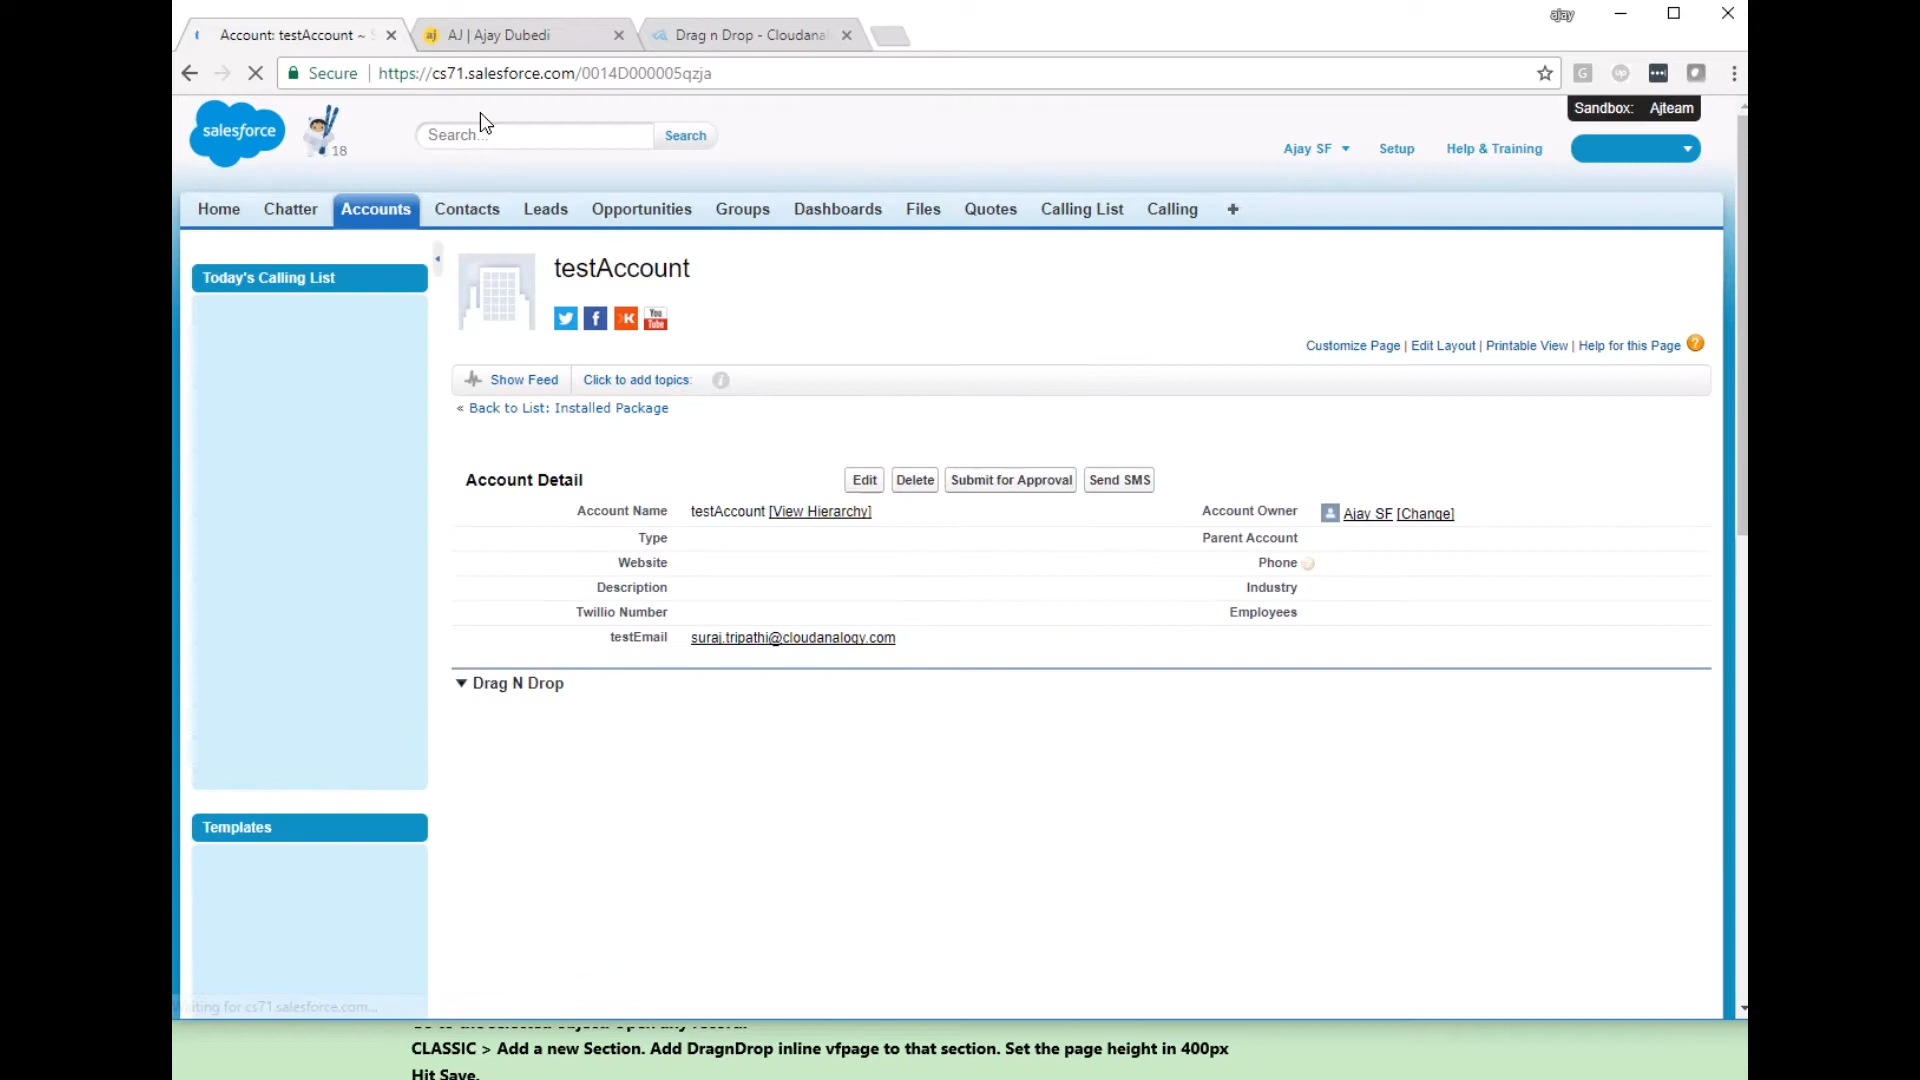 ajay
Account: testAccount ~ S
AJ | Ajay Dubedi
Drag n Drop - Cloudanal
Secure
https://cs71.salesforce.com/0014D000005qzja
Sandbox: Ajteam
salesforce
18
Search...
Search
Ajay SF
Setup
Help & Training
Home
Chatter
Accounts
Contacts
Leads
Opportunities
Groups
Dashboards
Files
Quotes
Calling List
Calling
+
Today's Calling List
testAccount
You Tube
Customize Page | Edit Layout | Printable View | Help for this Page
Show Feed
Click to add topics:
« Back to List: Installed Package
Account Detail
Edit
Delete
Submit for Approval
Send SMS
Account Name testAccount [View Hierarchy]
Account Owner Ajay SF [Change]
Type
Parent Account
Website
Phone
Description
Industry
Twillio Number
Employees
testEmail suraj.tripathi@cloudanalogy.com
Drag N Drop
Templates
Waiting for cs71.salesforce.com...
CLASSIC > Add a new Section. Add DragnDrop inline vfpage to that section. Set the page height in 400px
Hit Save.